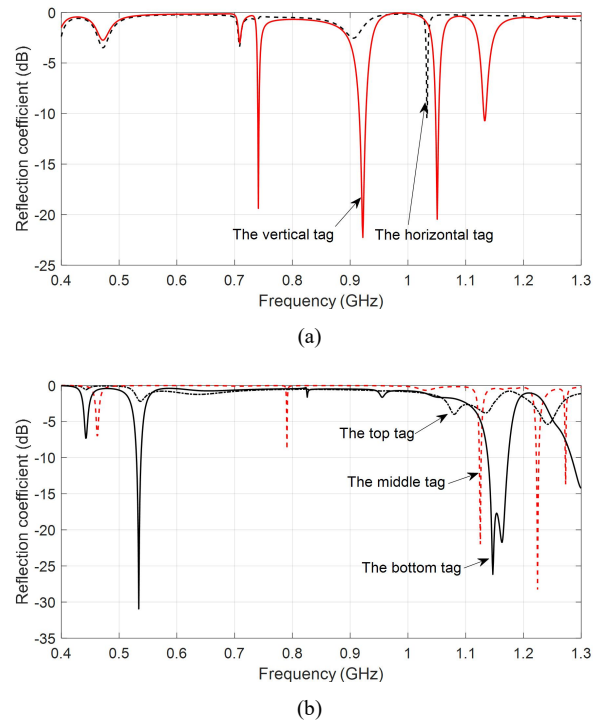 0
-5
-10
-15
-20
-25
Reflection coefficient (dB)
The vertical tag
The horizontal tag
0.4 0.5 0.6 0.7 0.8 0.9 1 1.1 1.2 1.3
Frequency (GHz)
(a)
0
-5
-10
-15
-20
-25
-30
-35
Reflection coefficient (dB)
The top tag
The middle tag
The bottom tag
0.4 0.5 0.6 0.7 0.8 0.9 1 1.1 1.2 1.3
Frequency (GHz)
(b)